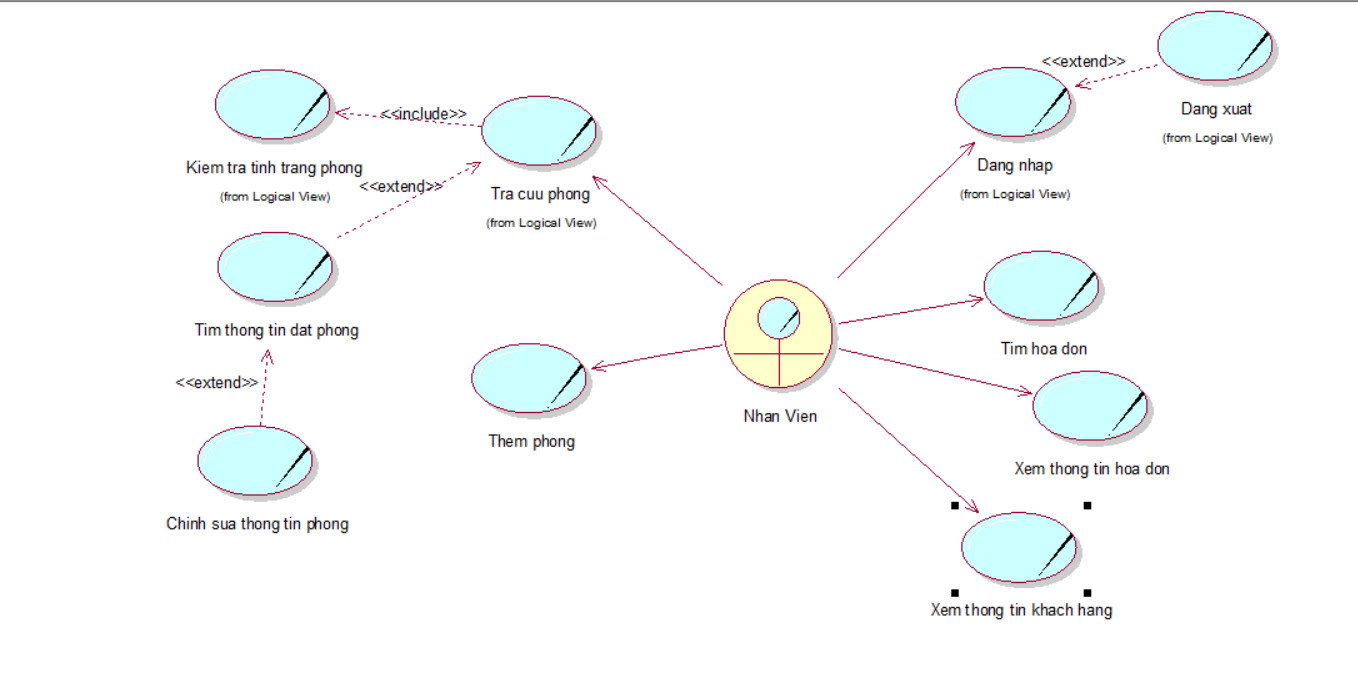 <<extend>>
Dang xuat
(from Logical View)
Dang nhap
(from Logical View)
<<include>>
Kiem tra tinh trang phong
(from Logical View)
<<extend>>
Tra cuu phong
(from Logical View)
Tim thong tin dat phong
<<extend>>
Chinh sua thong tin phong
Them phong
Nhan Vien
Tim hoa don
Xem thong tin hoa don
Xem thong tin khach hang